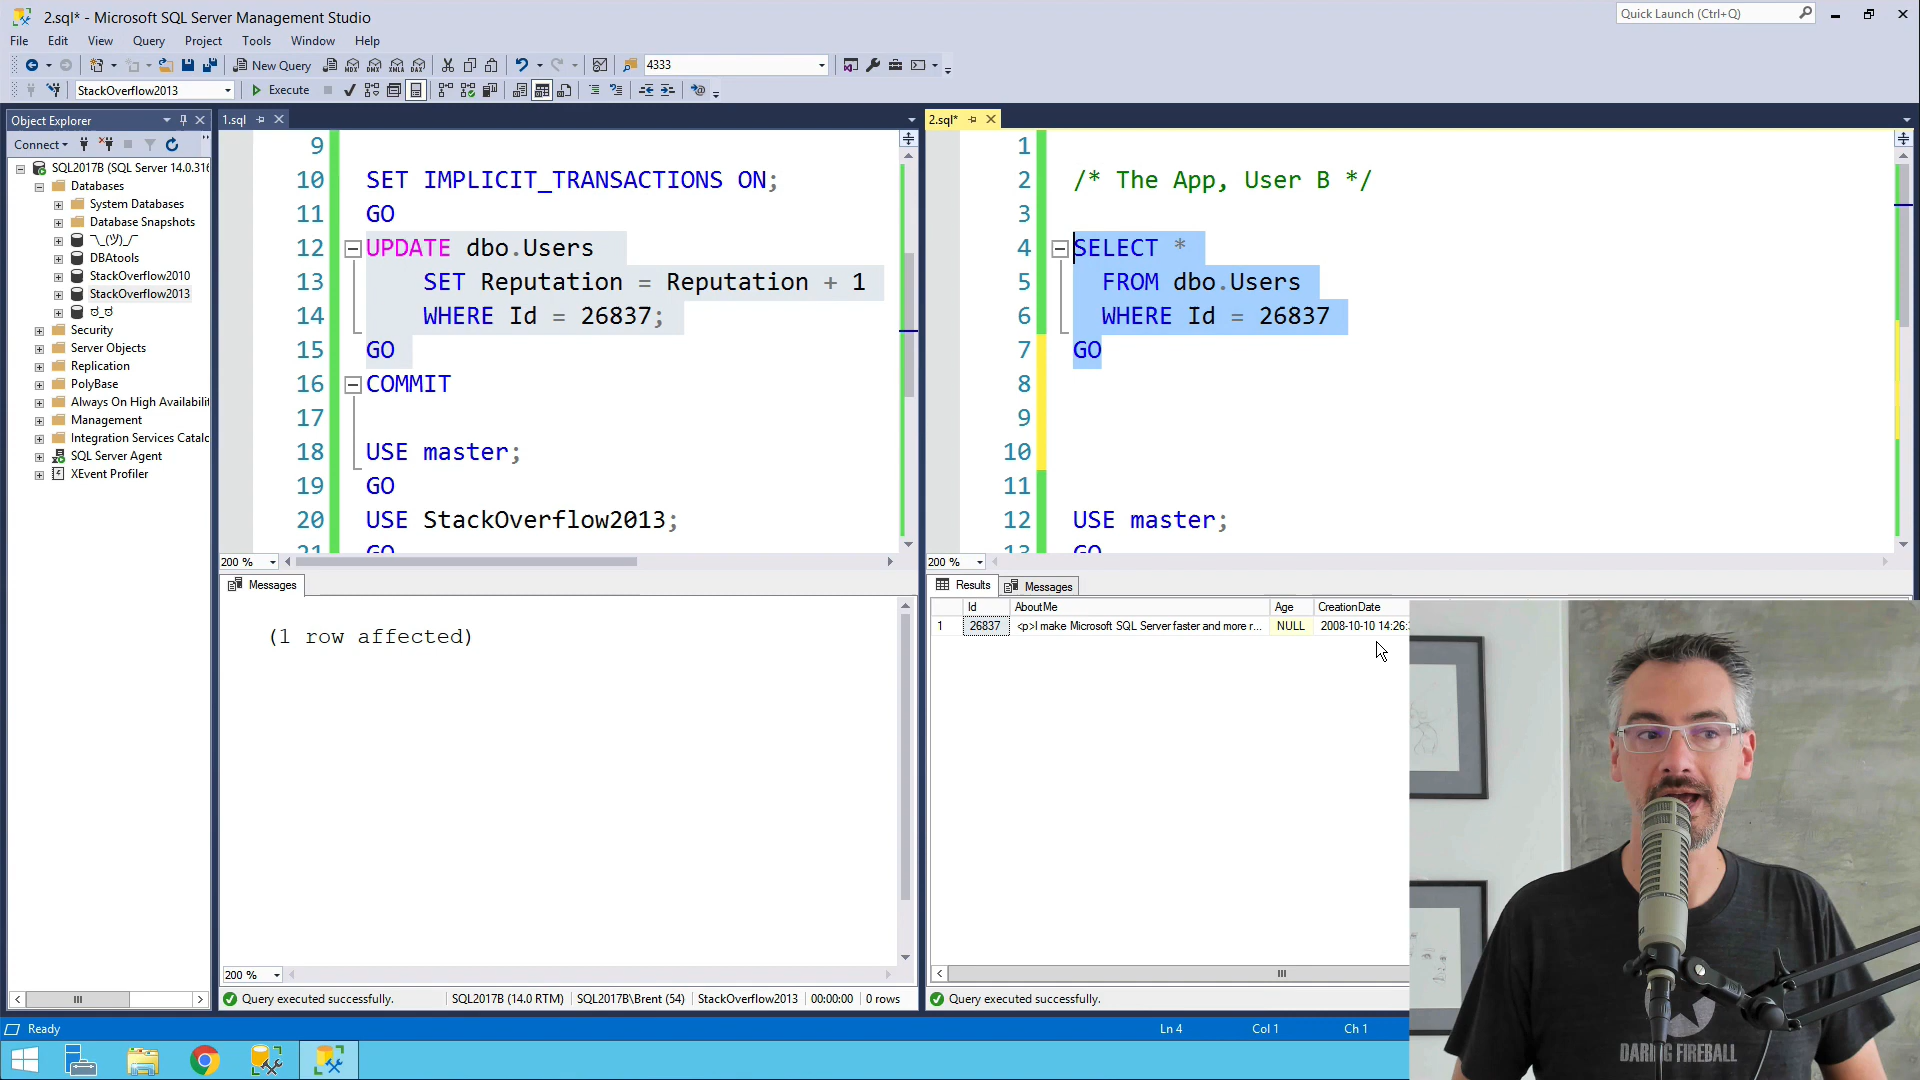 2.sql* - Microsoft SQL Server Management Studio
Quick Launch (Ctrl+Q)
File Edit View Query Project Tools Window Help
New Query
4333
StackOverflow2013
Execute
Object Explorer
Connect
SQL2017B (SQL Server 14.0.316
Databases
System Databases
Database Snapshots
¯\_(ツ)_/¯
DBAtools
StackOverflow2010
StackOverflow2013
ಠ_ಠ
Security
Server Objects
Replication
PolyBase
Always On High Availabilit
Management
Integration Services Catalo
SQL Server Agent
XEvent Profiler
1.sql
9
10 SET IMPLICIT_TRANSACTIONS ON;
11 GO
12 UPDATE dbo.Users
13 SET Reputation = Reputation + 1
14 WHERE Id = 26837;
15 GO
16 COMMIT
17
18 USE master;
19 GO
20 USE StackOverflow2013;
21 GO
200 %
Messages
(1 row affected)
200 %
Query executed successfully. SQL2017B (14.0 RTM) SQL2017B\Brent (54) StackOverflow2013 00:00:00 0 rows
2.sql*
1
2 /* The App, User B */
3
4 SELECT *
5 FROM dbo.Users
6 WHERE Id = 26837
7 GO
8
9
10
11
12 USE master;
13 GO
200 %
Results Messages
Id AboutMe Age CreationDate
1 26837 <p>I make Microsoft SQL Server faster and more r... NULL 2008-10-10 14:26:
Query executed successfully.
Ready Ln 4 Col 1 Ch 1
DARING FIREBALL